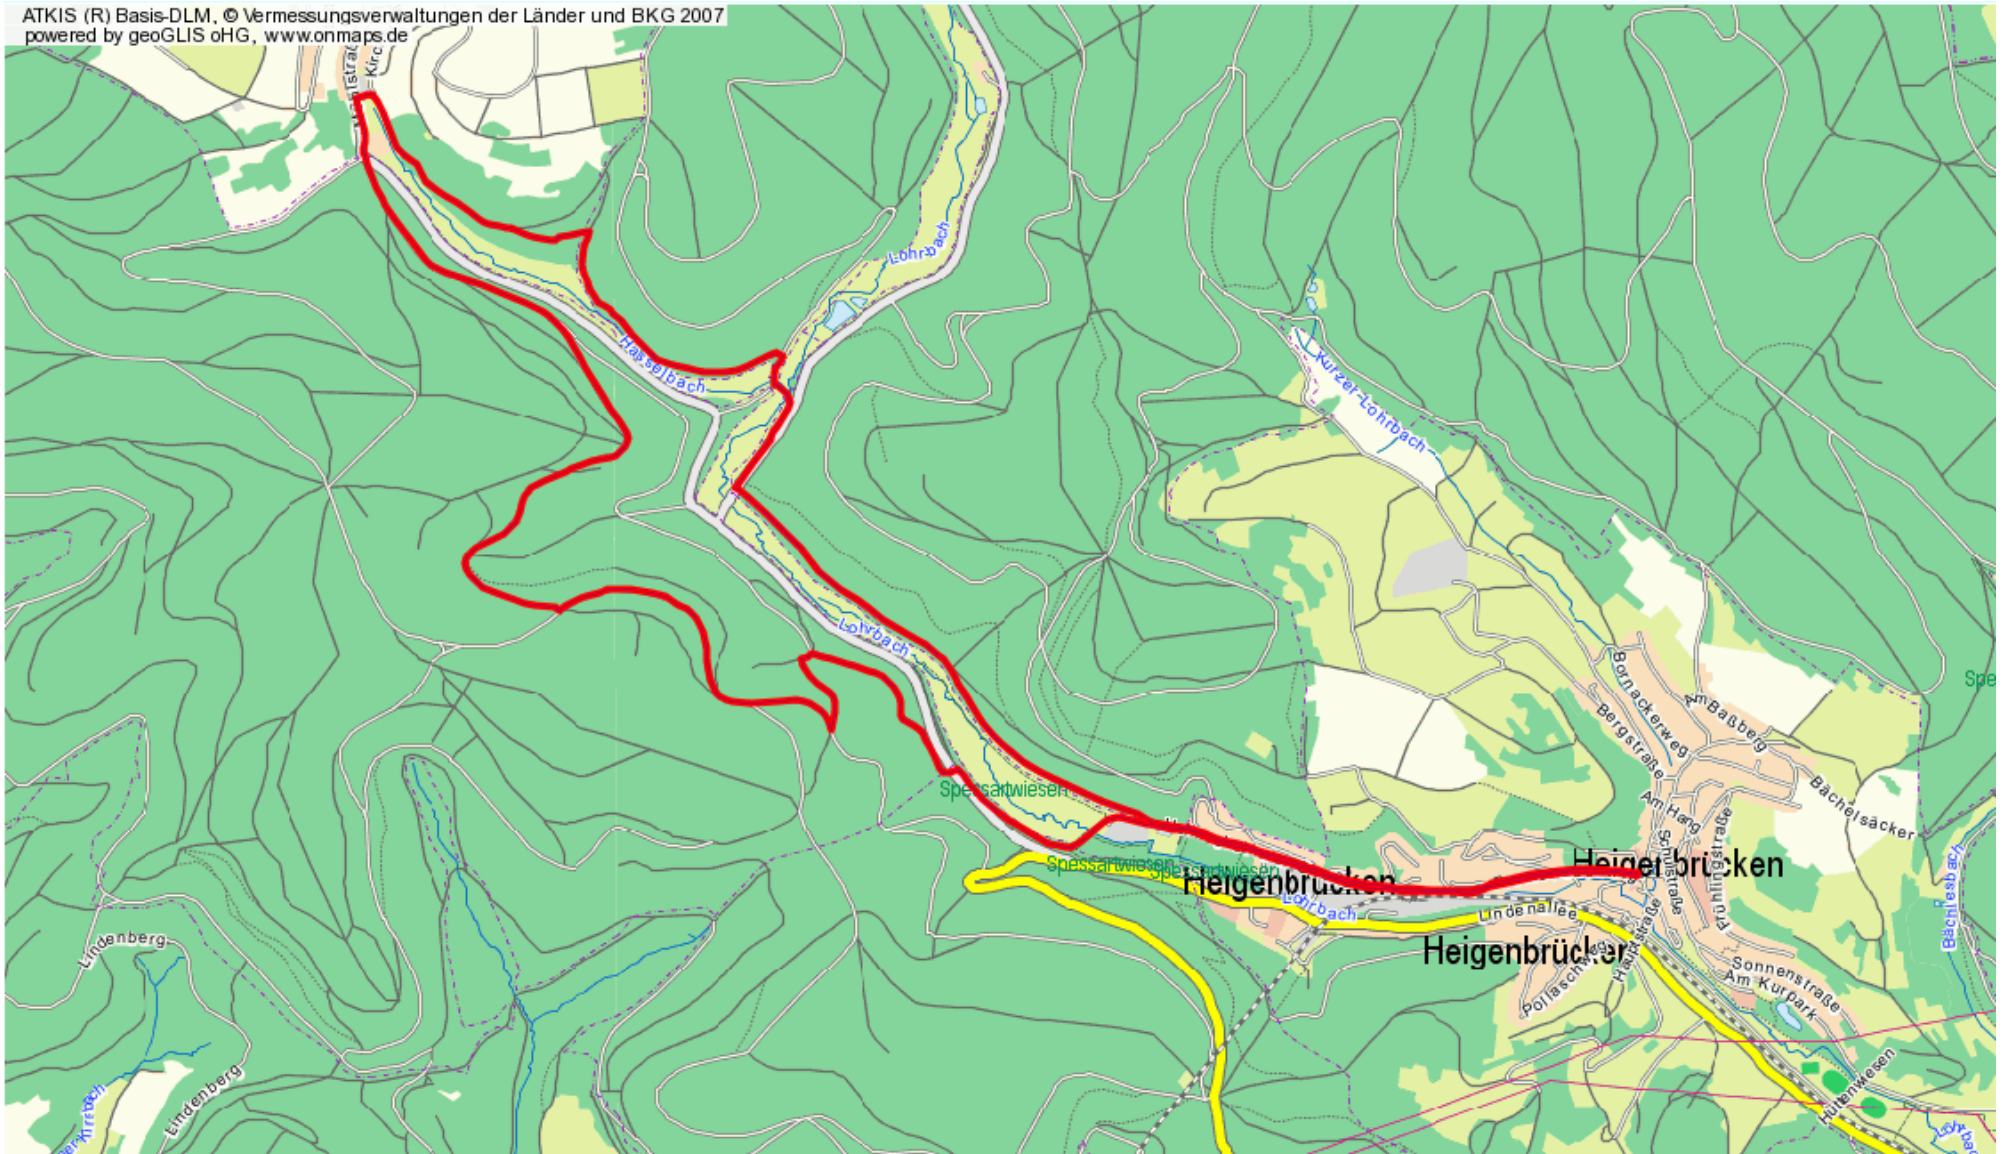 ATKIS (R) Basis-DLM, © Vermessungsverwaltungen der Länder und BKG 2007
powered by geoGLIS oHG, www.onmaps.de
Lohrbach
Hasselbach
Kurzer-Lohrbach
Lohrbach
Bornackerweg
Am Baßberg
Bergstraße
Spessartwiesen
Bächelsäcker
Am Hang
Schulstraße
Frühlingstraße
Spessartwiesen
Spessartwiesen
Heigenbrücken
Heigenbrücken
Lohrbach
Lindenallee
Bächlesbach
Heigenbrücken
Hauptstraße
Pollaschweg
Lindenberg
Sonnenstraße
Am Kurpark
Lindenberg
Hüttenwiesen